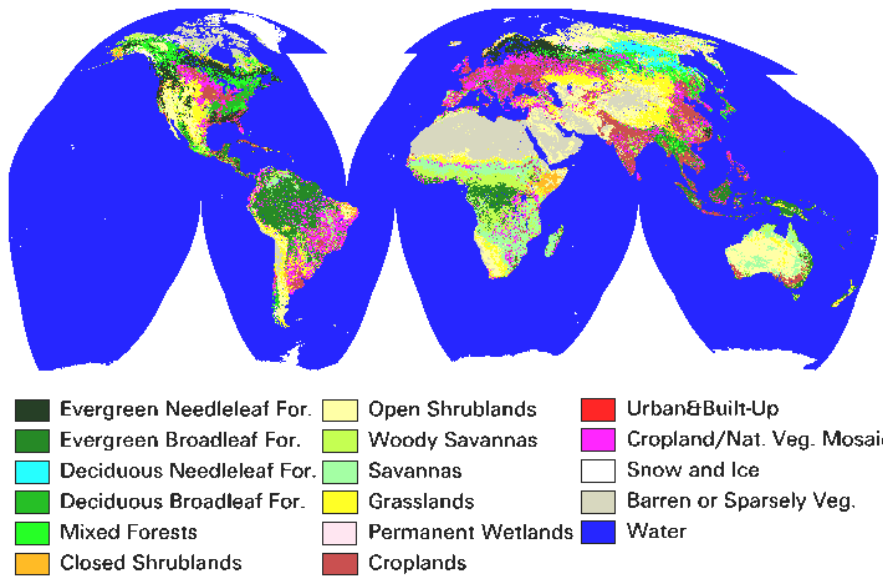 Evergreen Needleleaf For.
Evergreen Broadleaf For.
Deciduous Needleleaf For.
Deciduous Broadleaf For.
Mixed Forests
Closed Shrublands
Open Shrublands
Woody Savannas
Savannas
Grasslands
Permanent Wetlands
Croplands
Urban&Built-Up
Cropland/Nat. Veg. Mosaic
Snow and Ice
Barren or Sparsely Veg.
Water